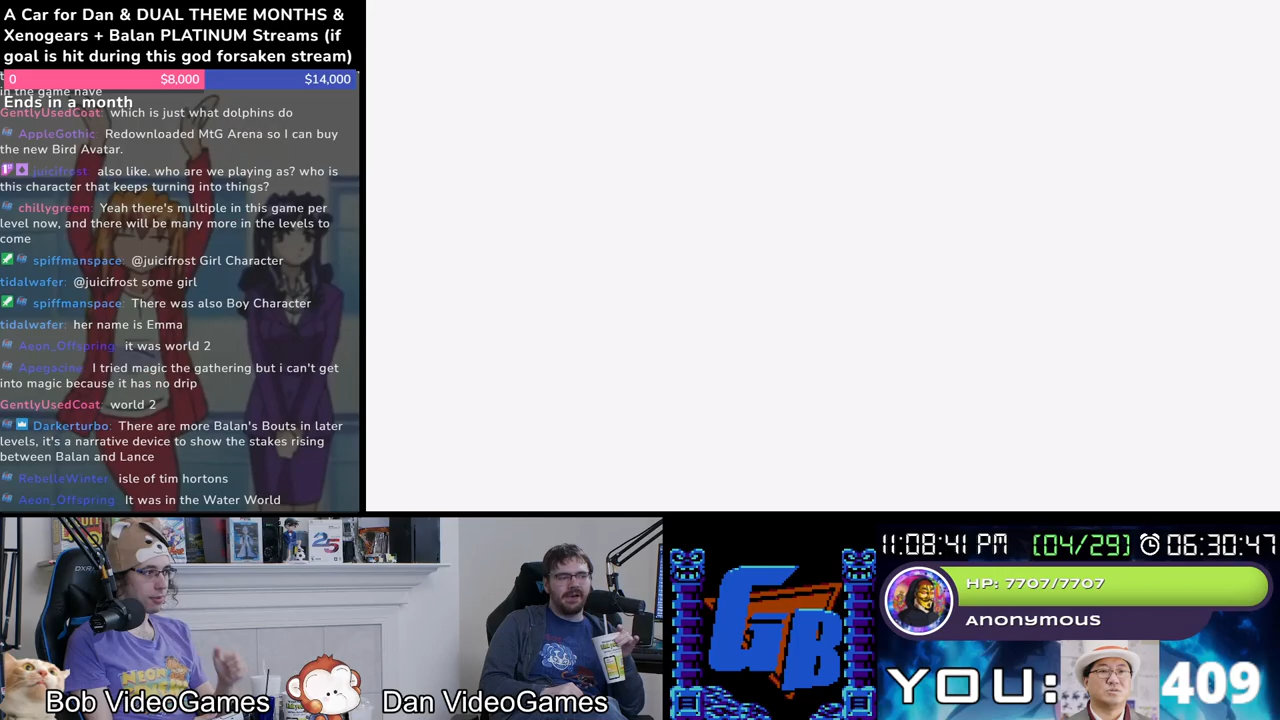 A Car for Dan & DUAL THEME MONTHS &
Xenogears + Balan PLATINUM Streams (if
goal is hit during this god forsaken stream)
0 $8,000 $14,000
in the game have
Ends in a month
GentlyUsedCoat: which is just what dolphins do
AppleGothic: Redownloaded MtG Arena so I can buy
the new Bird Avatar.
juicifrost: also like. who are we playing as? who is
this character that keeps turning into things?
chillygreem: Yeah there's multiple in this game per
level now, and there will be many more in the levels to
come
spiffmanspace: @juicifrost Girl Character
tidalwafer: @juicifrost some girl
spiffmanspace: There was also Boy Character
tidalwafer: her name is Emma
Aeon_Offspring: it was world 2
Apegacine: I tried magic the gathering but i can't get
into magic because it has no drip
GentlyUsedCoat: world 2
Darkerturbo: There are more Balan's Bouts in later
levels, it's a narrative device to show the stakes rising
between Balan and Lance
RebelleWinter: isle of tim hortons
Aeon_Offspring: It was in the Water World
DXR
25
NEON
Bob VideoGames
Dan VideoGames
GB
11:08:41 PM [04/29] 06:30:47
HP: 7707/7707
Anonymous
YOU: 409